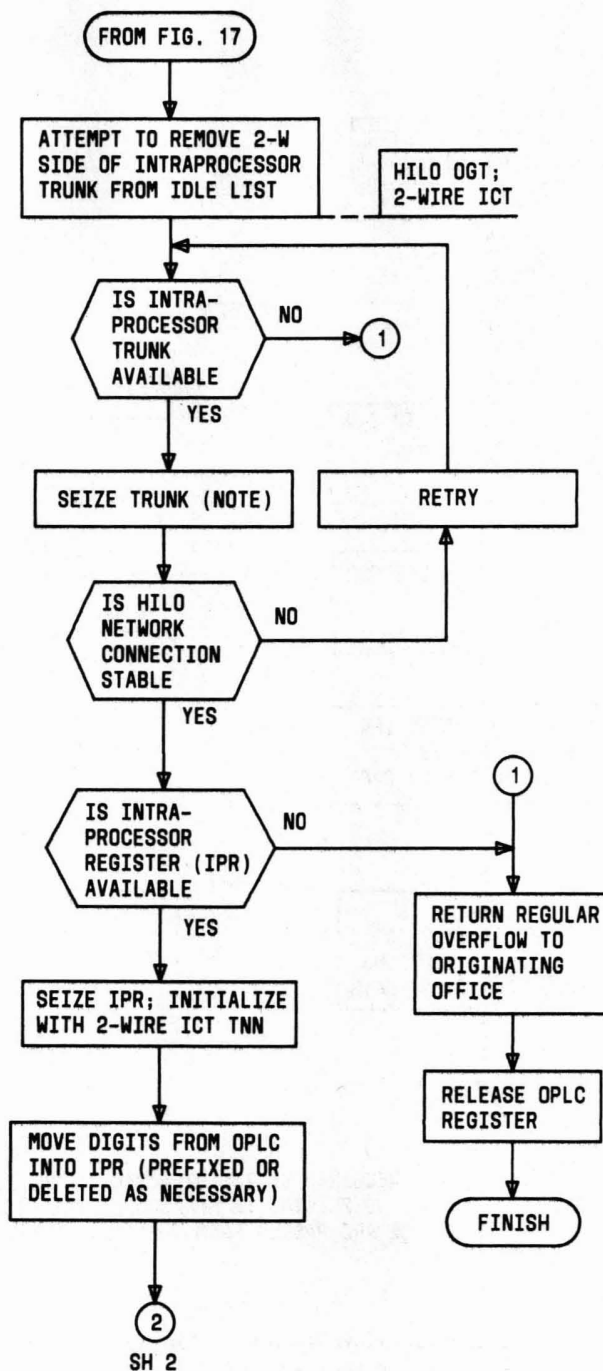 FROM FIG. 17
ATTEMPT TO REMOVE 2-W
SIDE OF INTRAPROCESSOR
TRUNK FROM IDLE LIST
HILO OGT;
2-WIRE ICT
IS INTRA-
PROCESSOR
TRUNK
AVAILABLE
NO
1
YES
SEIZE TRUNK (NOTE)
RETRY
IS HILO
NETWORK
CONNECTION
STABLE
NO
YES
1
IS INTRA-
PROCESSOR
REGISTER (IPR)
AVAILABLE
NO
YES
RETURN REGULAR
OVERFLOW TO
ORIGINATING
OFFICE
SEIZE IPR; INITIALIZE
WITH 2-WIRE ICT TNN
RELEASE OPLC
REGISTER
MOVE DIGITS FROM OPLC
INTO IPR (PREFIXED OR
DELETED AS NECESSARY)
FINISH
2
SH 2